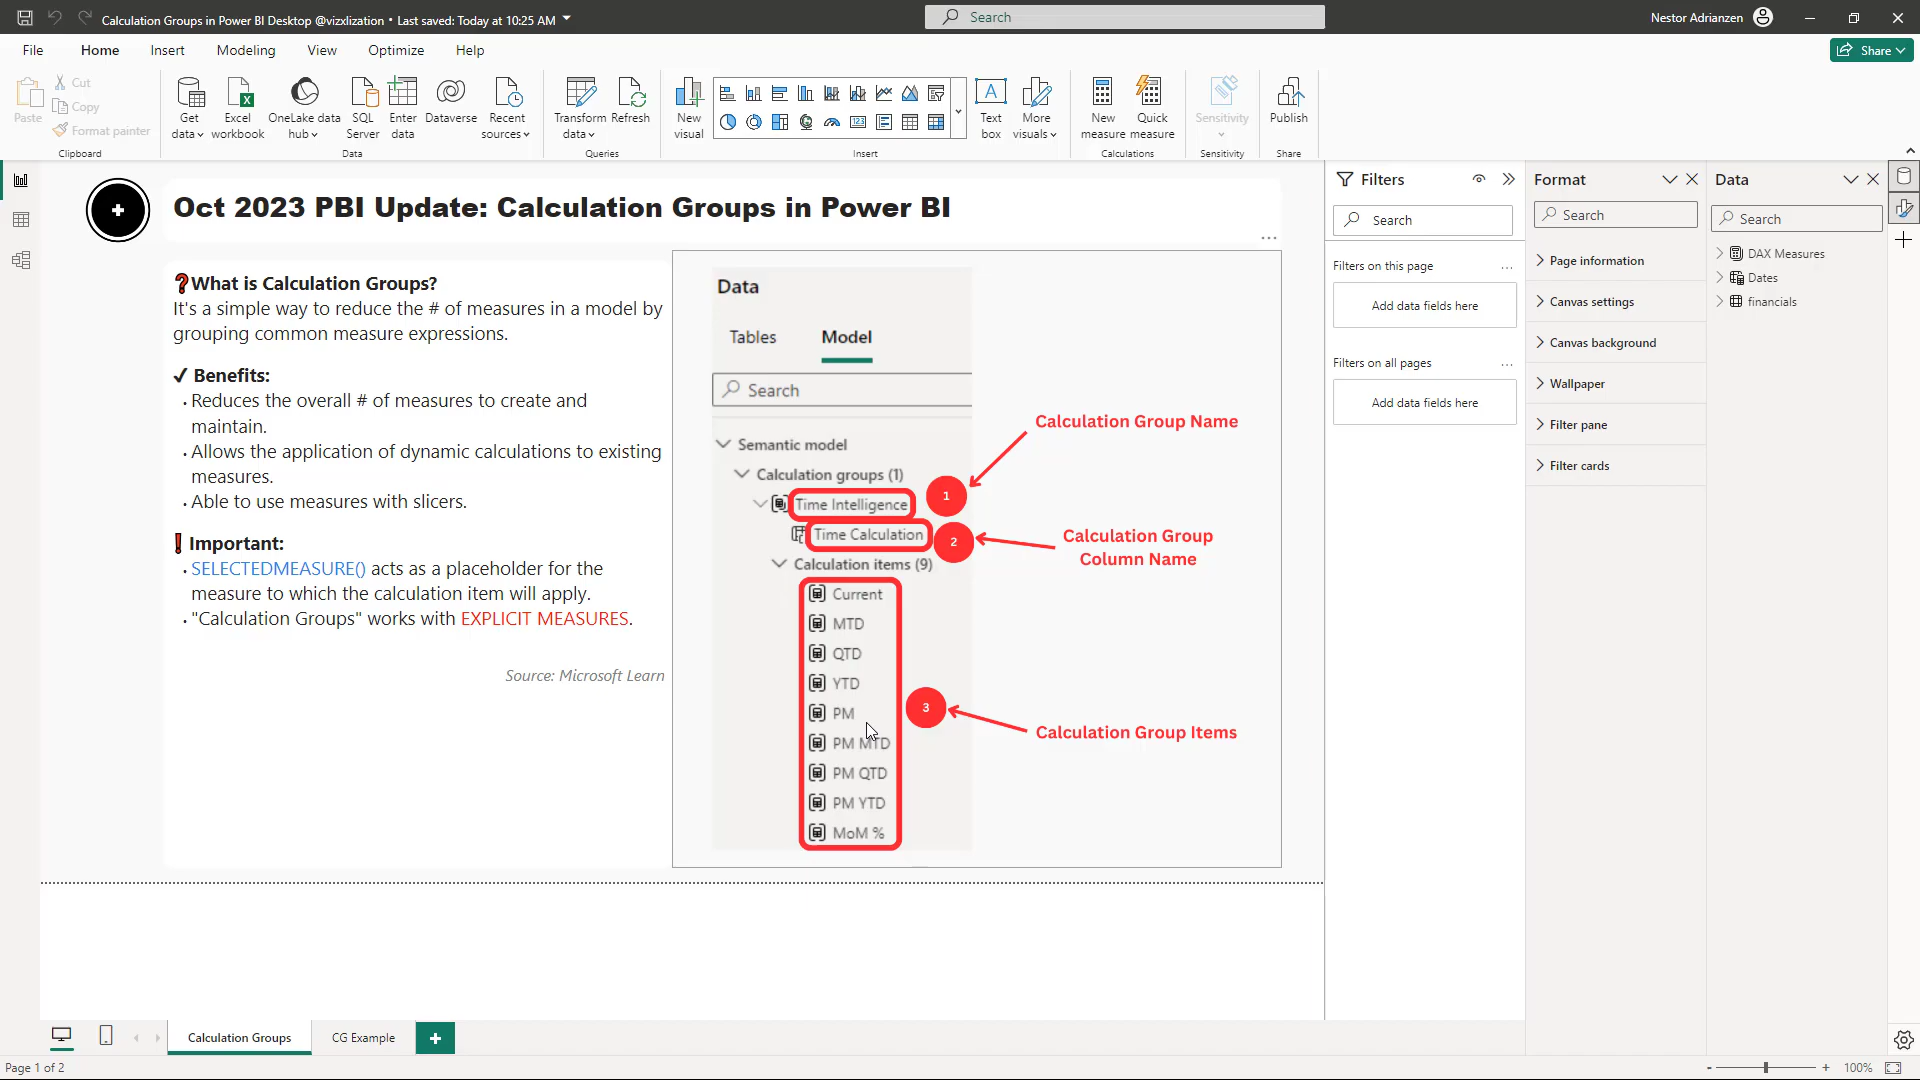 Calculation Groups in Power BI Desktop @vizxlization • Last saved: Today at 10:25 AM
Search
Nestor Adrianzen
File Home Insert Modeling View Optimize Help
Share
Paste
Cut
Copy
Format painter
Clipboard
Get data
Excel workbook
OneLake data hub
SQL Server
Enter data
Dataverse
Recent sources
Data
Transform data
Refresh
Queries
New visual
Text box
More visuals
Insert
New measure
Quick measure
Calculations
Sensitivity
Sensitivity
Publish
Share
Oct 2023 PBI Update: Calculation Groups in Power BI
❓What is Calculation Groups?
It's a simple way to reduce the # of measures in a model by
grouping common measure expressions.
✓ Benefits:
• Reduces the overall # of measures to create and
maintain.
• Allows the application of dynamic calculations to existing
measures.
• Able to use measures with slicers.
❗Important:
• SELECTEDMEASURE() acts as a placeholder for the
measure to which the calculation item will apply.
• "Calculation Groups" works with EXPLICIT MEASURES.
Source: Microsoft Learn
Data
Tables Model
Search
Semantic model
Calculation groups (1)
Time Intelligence
Time Calculation
Calculation items (9)
Current
MTD
QTD
YTD
PM
PM MTD
PM QTD
PM YTD
MoM %
1
Calculation Group Name
2
Calculation Group
Column Name
3
Calculation Group Items
Filters
Search
Filters on this page
Add data fields here
Filters on all pages
Add data fields here
Format
Search
Page information
Canvas settings
Canvas background
Wallpaper
Filter pane
Filter cards
Data
Search
DAX Measures
Dates
financials
Calculation Groups
CG Example
Page 1 of 2
100%